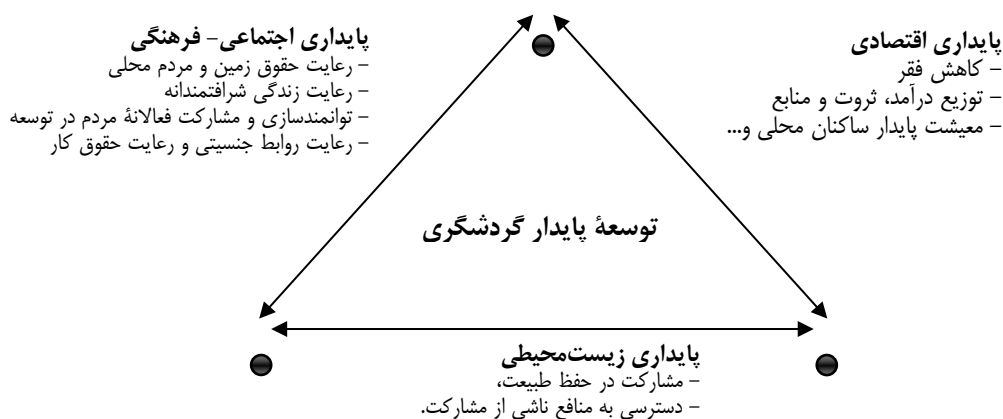 پایداری اقتصادی
– کاهش فقر
– توزیع درآمد، ثروت و منابع
– معیشت پایدار ساکنان محلی و...
پایداری اجتماعی– فرهنگی
– رعایت حقوق زمین و مردم محلی
– رعایت زندگی شرافتمندانه
– توانمندسازی و مشارکت فعالانهٔ مردم در توسعه
– رعایت روابط جنسیتی و رعایت حقوق کار
توسعهٔ پایدار گردشگری
پایداری زیست‌محیطی
– مشارکت در حفظ طبیعت،
– دسترسی به منافع ناشی از مشارکت.